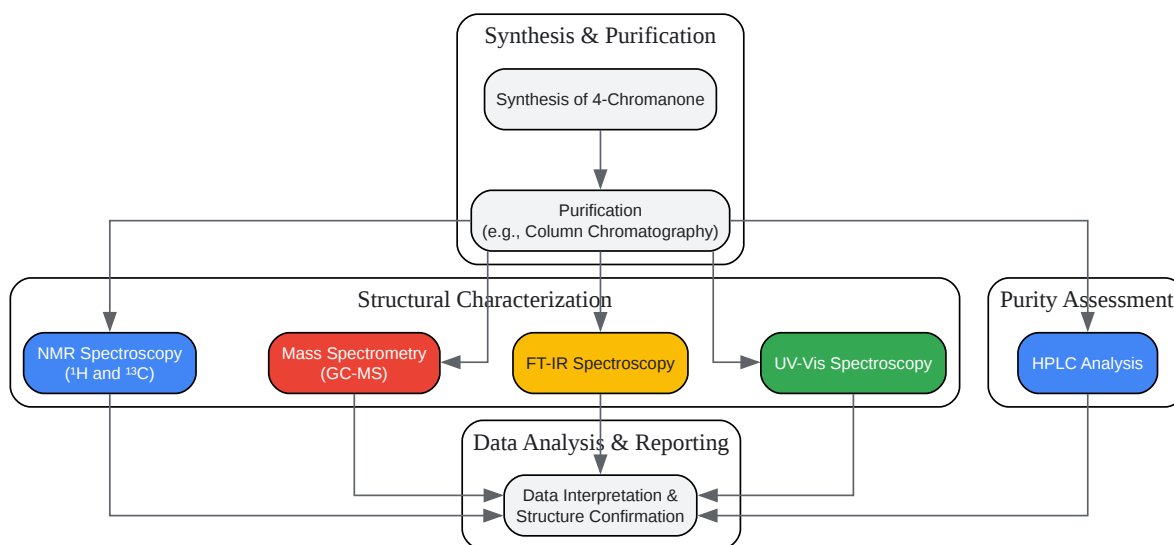 Synthesis & Purification
Synthesis of 4-Chromanone
Purification
(e.g., Column Chromatography)
Structural Characterization
Purity Assessment
NMR Spectroscopy
(¹H and ¹³C)
Mass Spectrometry
(GC-MS)
FT-IR Spectroscopy
UV-Vis Spectroscopy
HPLC Analysis
Data Analysis & Reporting
Data Interpretation &
Structure Confirmation